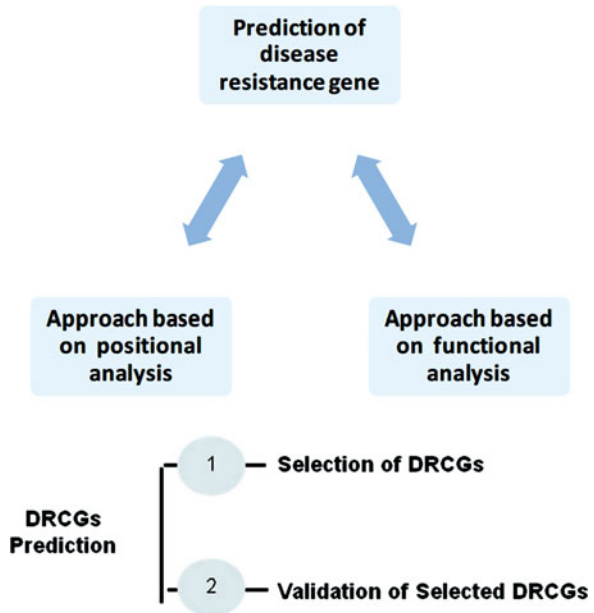 Prediction of
disease
resistance gene
Approach based
on positional
analysis
Approach based
on functional
analysis
DRCGs
Prediction
1
Selection of DRCGs
2
Validation of Selected DRCGs